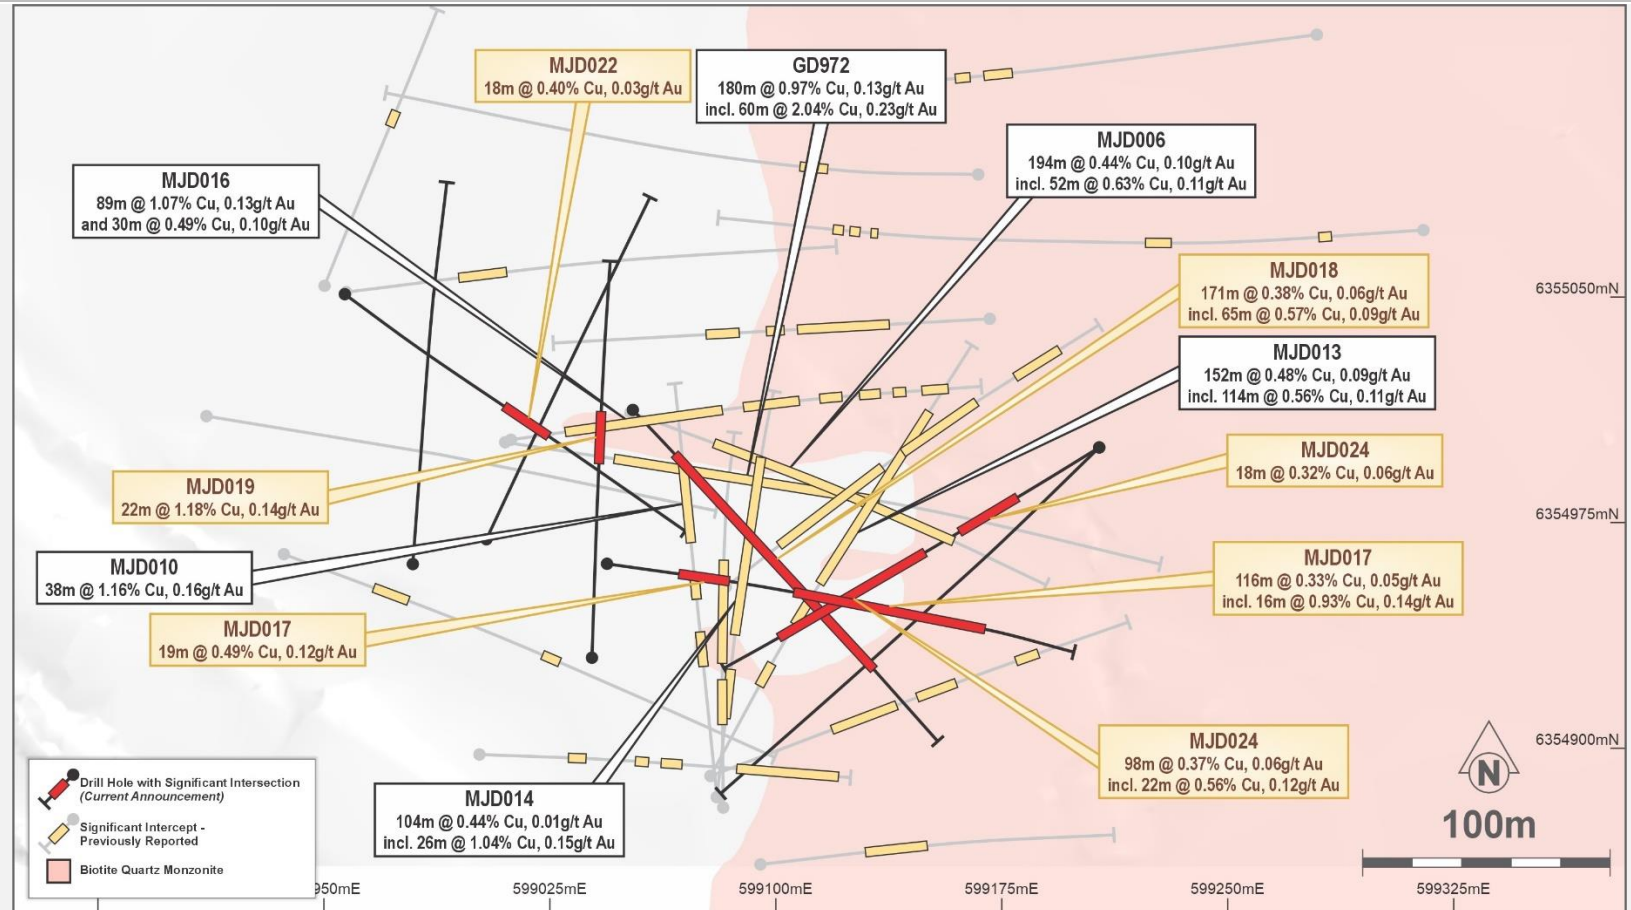 MJD022
18m @ 0.40% Cu, 0.03g/t Au
GD972
180m @ 0.97% Cu, 0.13g/t Au
incl. 60m @ 2.04% Cu, 0.23g/t Au
MJD006
194m @ 0.44% Cu, 0.10g/t Au
incl. 52m @ 0.63% Cu, 0.11g/t Au
MJD016
89m @ 1.07% Cu, 0.13g/t Au
and 30m @ 0.49% Cu, 0.10g/t Au
MJD018
171m @ 0.38% Cu, 0.06g/t Au
incl. 65m @ 0.57% Cu, 0.09g/t Au
6355050mN
MJD013
152m @ 0.48% Cu, 0.09g/t Au
incl. 114m @ 0.56% Cu, 0.11g/t Au
MJD024
18m @ 0.32% Cu, 0.06g/t Au
MJD019
22m @ 1.18% Cu, 0.14g/t Au
6354975mN
MJD010
38m @ 1.16% Cu, 0.16g/t Au
MJD017
116m @ 0.33% Cu, 0.05g/t Au
incl. 16m @ 0.93% Cu, 0.14g/t Au
MJD017
19m @ 0.49% Cu, 0.12g/t Au
6354900mN
MJD024
98m @ 0.37% Cu, 0.06g/t Au
incl. 22m @ 0.56% Cu, 0.12g/t Au
MJD014
104m @ 0.44% Cu, 0.01g/t Au
incl. 26m @ 1.04% Cu, 0.15g/t Au
N
100m
Drill Hole with Significant Intersection
(Current Announcement)
Significant Intercept -
Previously Reported
Biotite Quartz Monzonite
950mE
599025mE
599100mE
599175mE
599250mE
599325mE